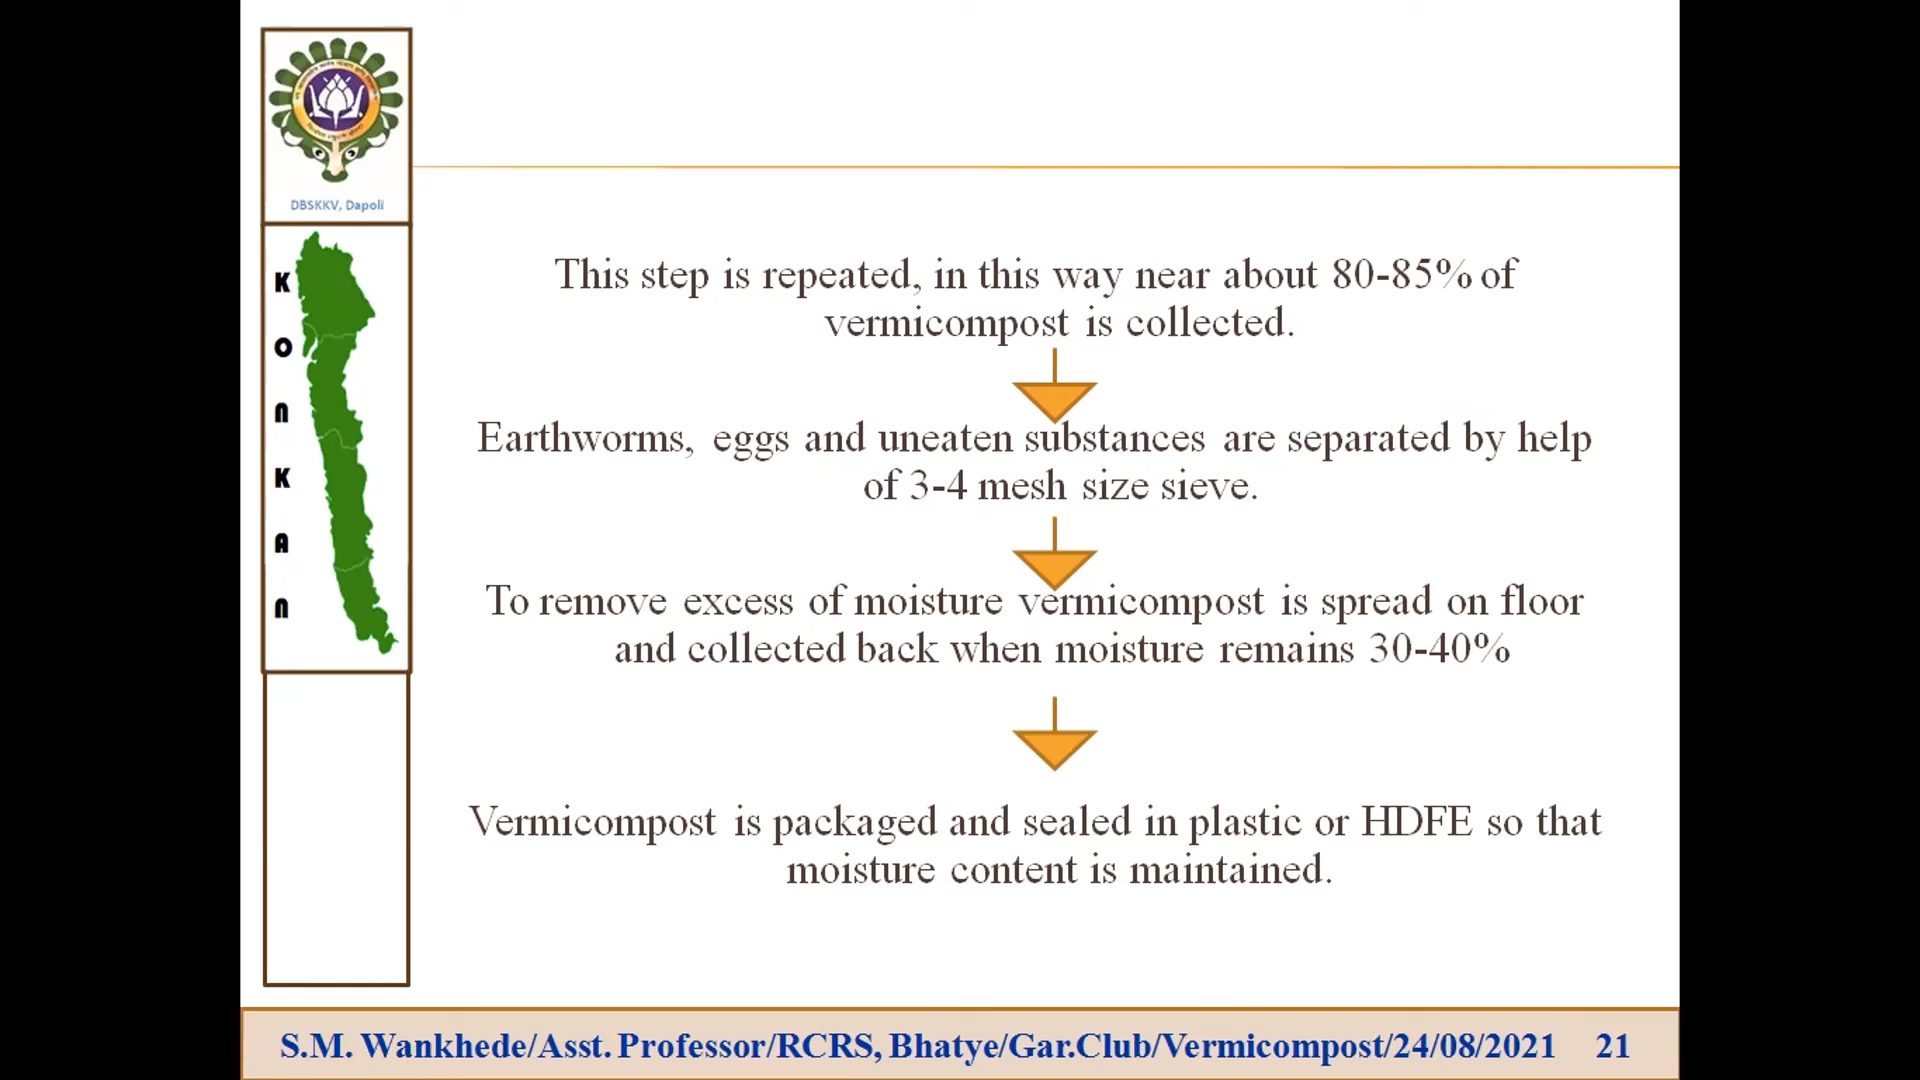 DBSKKV, Dapoli
K
O
N
K
A
N
This step is repeated, in this way near about 80-85% of
vermicompost is collected.
Earthworms, eggs and uneaten substances are separated by help
of 3-4 mesh size sieve.
To remove excess of moisture vermicompost is spread on floor
and collected back when moisture remains 30-40%
Vermicompost is packaged and sealed in plastic or HDFE so that
moisture content is maintained.
S.M. Wankhede/Asst. Professor/RCRS, Bhatye/Gar.Club/Vermicompost/24/08/2021 21